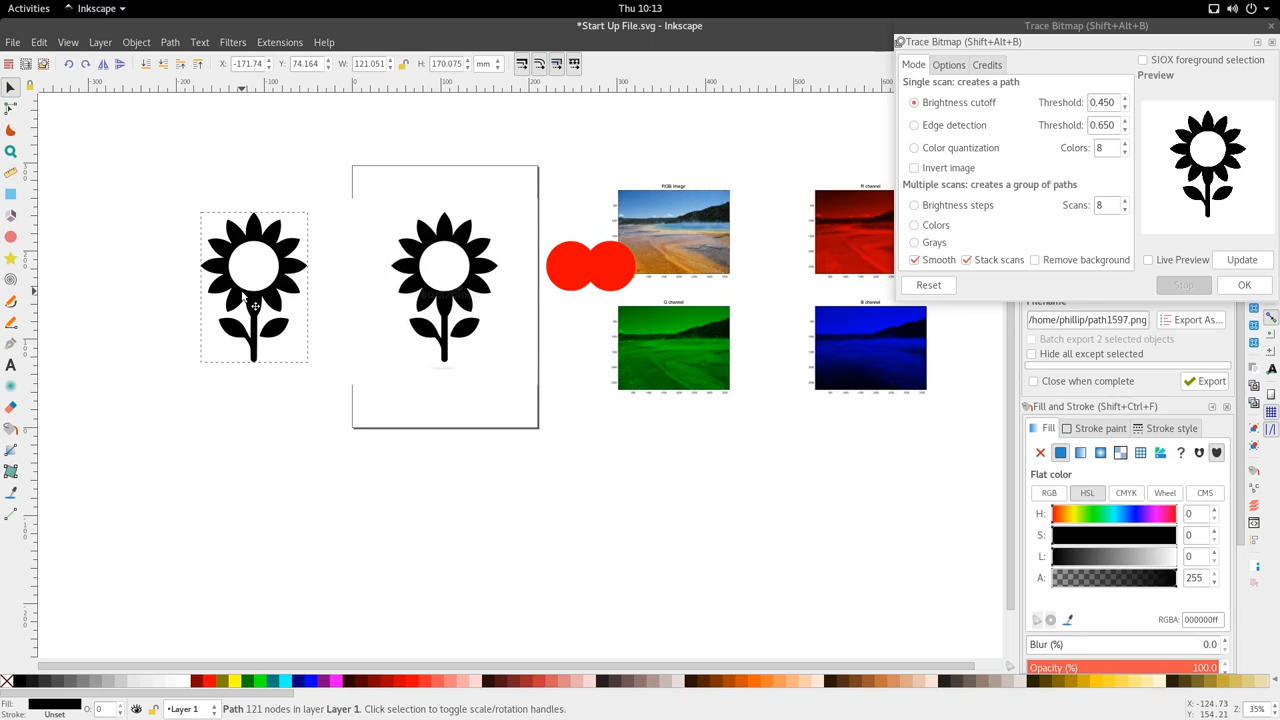 Activities Inkscape Thu 10:13
*Start Up File.svg - Inkscape
Trace Bitmap (Shift+Alt+B)
File Edit View Layer Object Path Text Filters Extensions Help
Trace Bitmap (Shift+Alt+B)
X: -171.74 Y: 74.164 W: 121.051 H: 170.075 mm
Mode Options Credits
SIOX foreground selection
Preview
Single scan: creates a path
Brightness cutoff Threshold: 0.450
Edge detection Threshold: 0.650
Color quantization Colors: 8
Invert image
Multiple scans: creates a group of paths
Brightness steps Scans: 8
Colors
Grays
Smooth Stack scans Remove background
Live Preview Update
Reset Stop OK
RGB image
R channel
G channel
B channel
Filename
/home/phillip/path1597.png Export As...
Batch export 2 selected objects
Hide all except selected
Close when complete Export
Fill and Stroke (Shift+Ctrl+F)
Fill Stroke paint Stroke style
Flat color
RGB HSL CMYK Wheel CMS
H: 0
S: 0
L: 0
A: 255
RGBA: 000000ff
Blur (%) 0.0
Opacity (%) 100.0
Fill:
Stroke: Unset
O: 0
Layer 1
Path 121 nodes in layer Layer 1. Click selection to toggle scale/rotation handles.
X: -124.73
Y: 154.21
Z: 35%